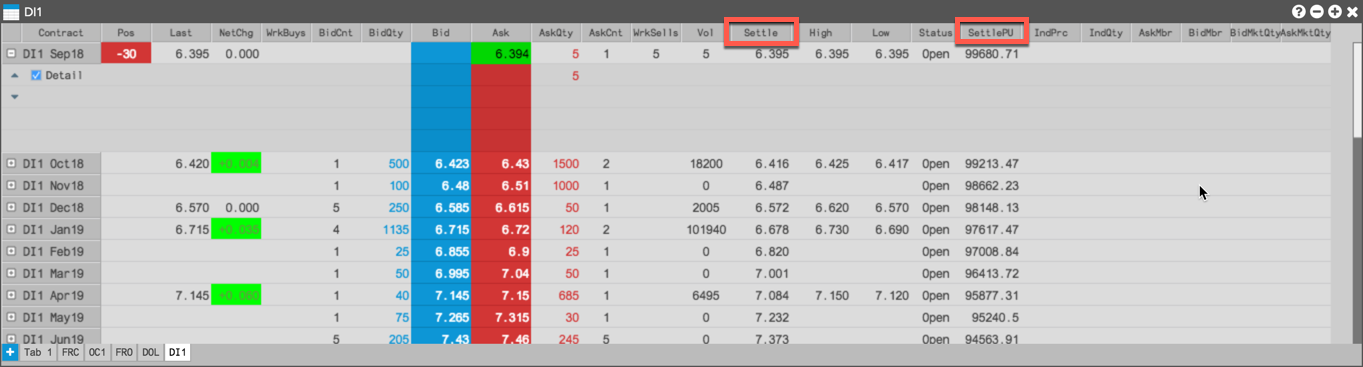 DI1
Contract Pos Last NetChg WrkBuys BidCnt BidQty Bid Ask AskQty AskCnt WrkSells Vol Settle High Low Status SettlePU IndPrc IndQty AskMbr BidMbr BidMktQty AskMktQty
DI1 Sep18 -30 6.395 0.000 6.394 5 1 5 5 6.395 6.395 6.395 Open 99680.71
Detail 5
DI1 Oct18 6.420 +0.004 1 500 6.423 6.43 1500 2 18200 6.416 6.425 6.417 Open 99213.47
DI1 Nov18 1 100 6.48 6.51 1000 1 0 6.487 Open 98662.23
DI1 Dec18 6.570 0.000 5 250 6.585 6.615 50 1 2005 6.572 6.620 6.570 Open 98148.13
DI1 Jan19 6.715 +0.035 4 1135 6.715 6.72 120 2 101940 6.678 6.730 6.690 Open 97617.47
DI1 Feb19 1 25 6.855 6.9 25 1 0 6.820 Open 97008.84
DI1 Mar19 1 50 6.995 7.04 50 1 0 7.001 Open 96413.72
DI1 Apr19 7.145 +0.060 1 40 7.145 7.15 685 1 6495 7.084 7.150 7.120 Open 95877.31
DI1 May19 1 75 7.265 7.315 30 1 0 7.232 Open 95240.5
DI1 Jun19 5 205 7.43 7.46 245 5 0 7.373 Open 94563.91
Tab 1 FRC OC1 FRO DOL DI1